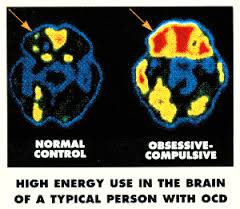 NORMAL
CONTROL
OBSESSIVE-
COMPULSIVE
HIGH ENERGY USE IN THE BRAIN
OF A TYPICAL PERSON WITH OCD